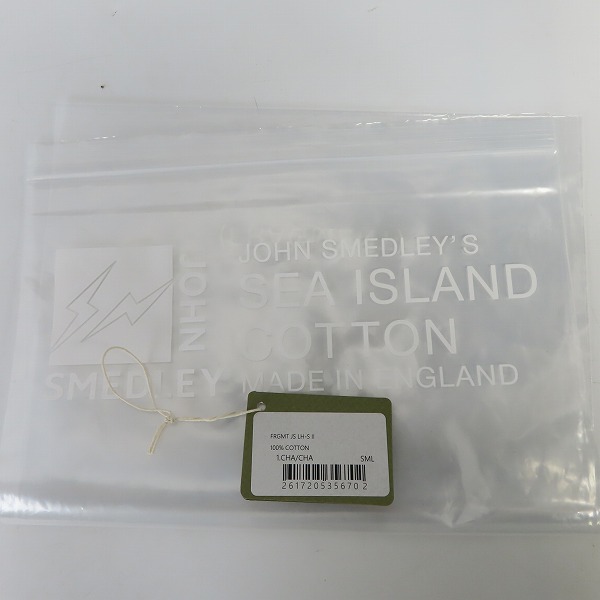 JOHN SMEDLEY
JOHN SMEDLEY'S
SEA ISLAND
COTTON
MADE IN ENGLAND
FRGMT JS LH-S II
100% COTTON
1.CHA/CHA SML
2617205356702